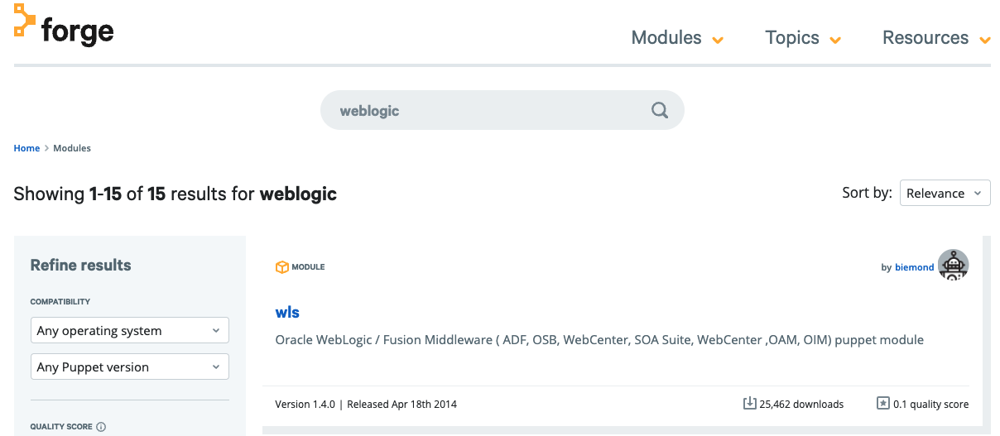 forge
Modules Topics Resources
weblogic
Home > Modules
Showing 1-15 of 15 results for weblogic
Sort by: Relevance
Refine results
MODULE
by biemond
COMPATIBILITY
wls
Any operating system
Oracle WebLogic / Fusion Middleware ( ADF, OSB, WebCenter, SOA Suite, WebCenter ,OAM, OIM) puppet module
Any Puppet version
Version 1.4.0 | Released Apr 18th 2014
25,462 downloads
0.1 quality score
QUALITY SCORE